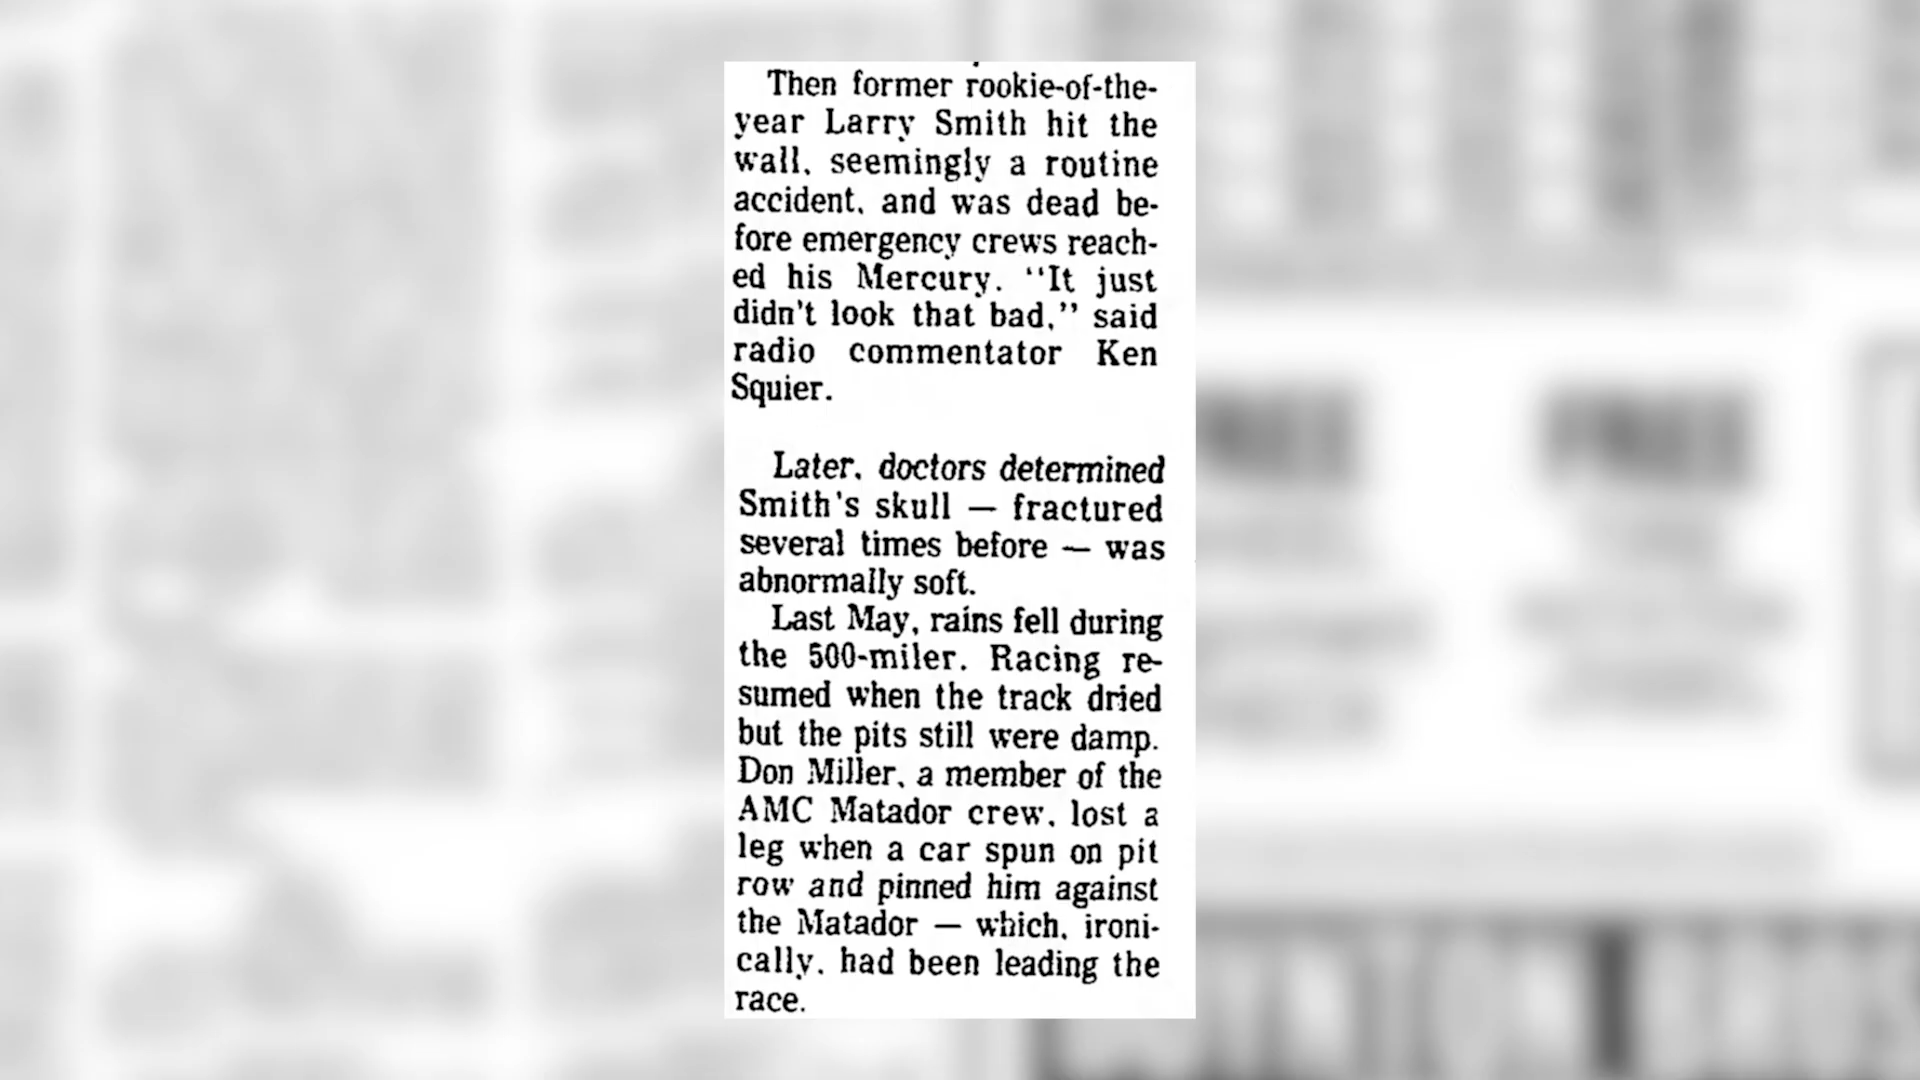 Then former rookie-of-the-
year Larry Smith hit the
wall, seemingly a routine
accident, and was dead be-
fore emergency crews reach-
ed his Mercury. "It just
didn't look that bad," said
radio commentator Ken
Squier.
Later, doctors determined
Smith's skull — fractured
several times before — was
abnormally soft.
Last May, rains fell during
the 500-miler. Racing re-
sumed when the track dried
but the pits still were damp.
Don Miller, a member of the
AMC Matador crew, lost a
leg when a car spun on pit
row and pinned him against
the Matador — which, ironi-
cally, had been leading the
race.
FREE